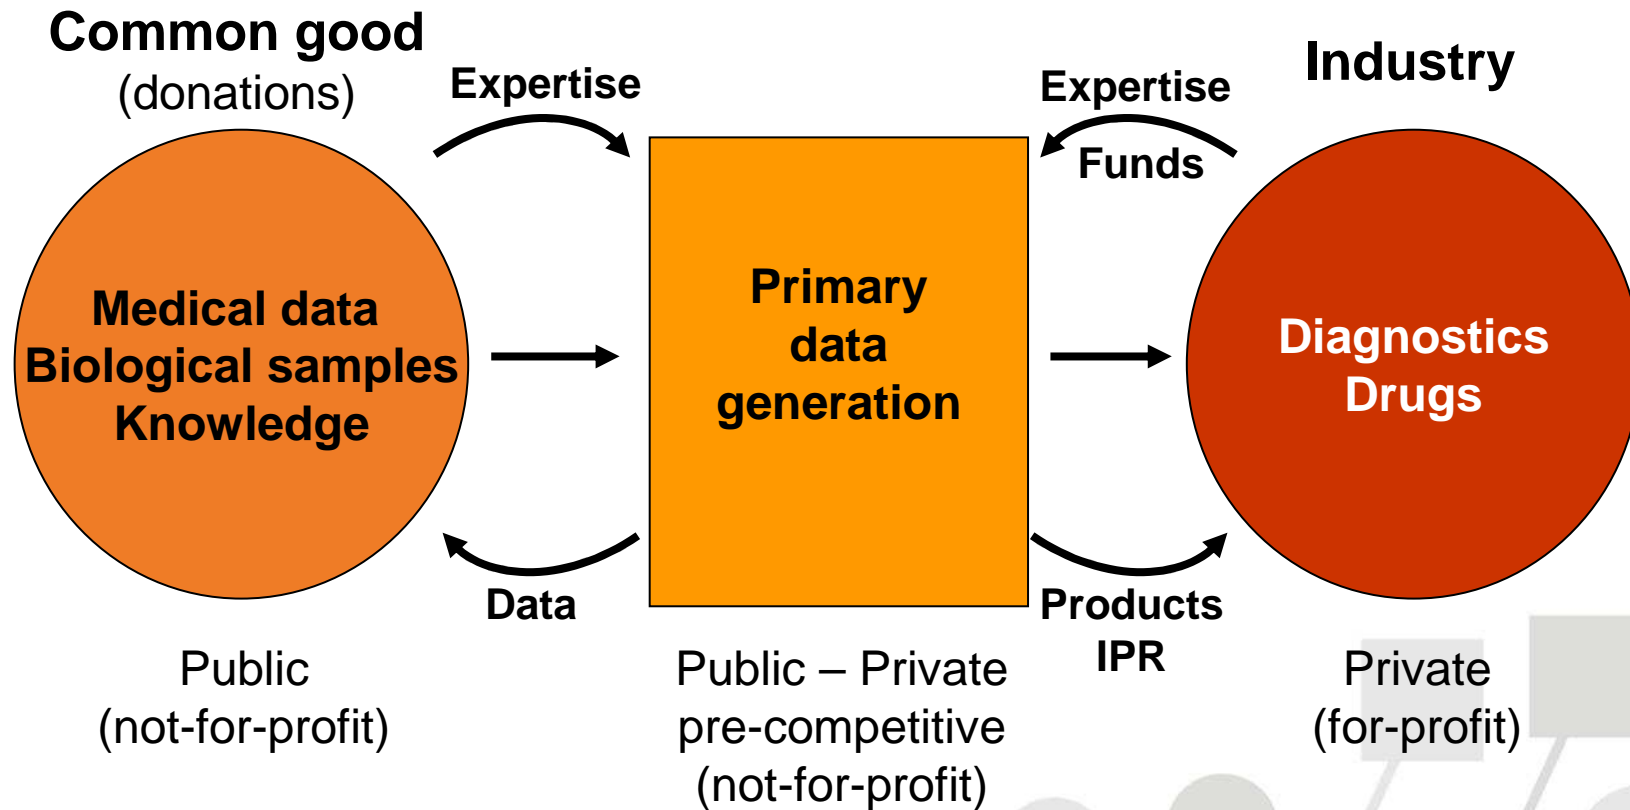 Common good
(donations)
Expertise
Expertise
Funds
Industry
Medical data
Biological samples
Knowledge
Primary
data
generation
Diagnostics
Drugs
Data
Products
IPR
Public
(not-for-profit)
Public – Private
pre-competitive
(not-for-profit)
Private
(for-profit)